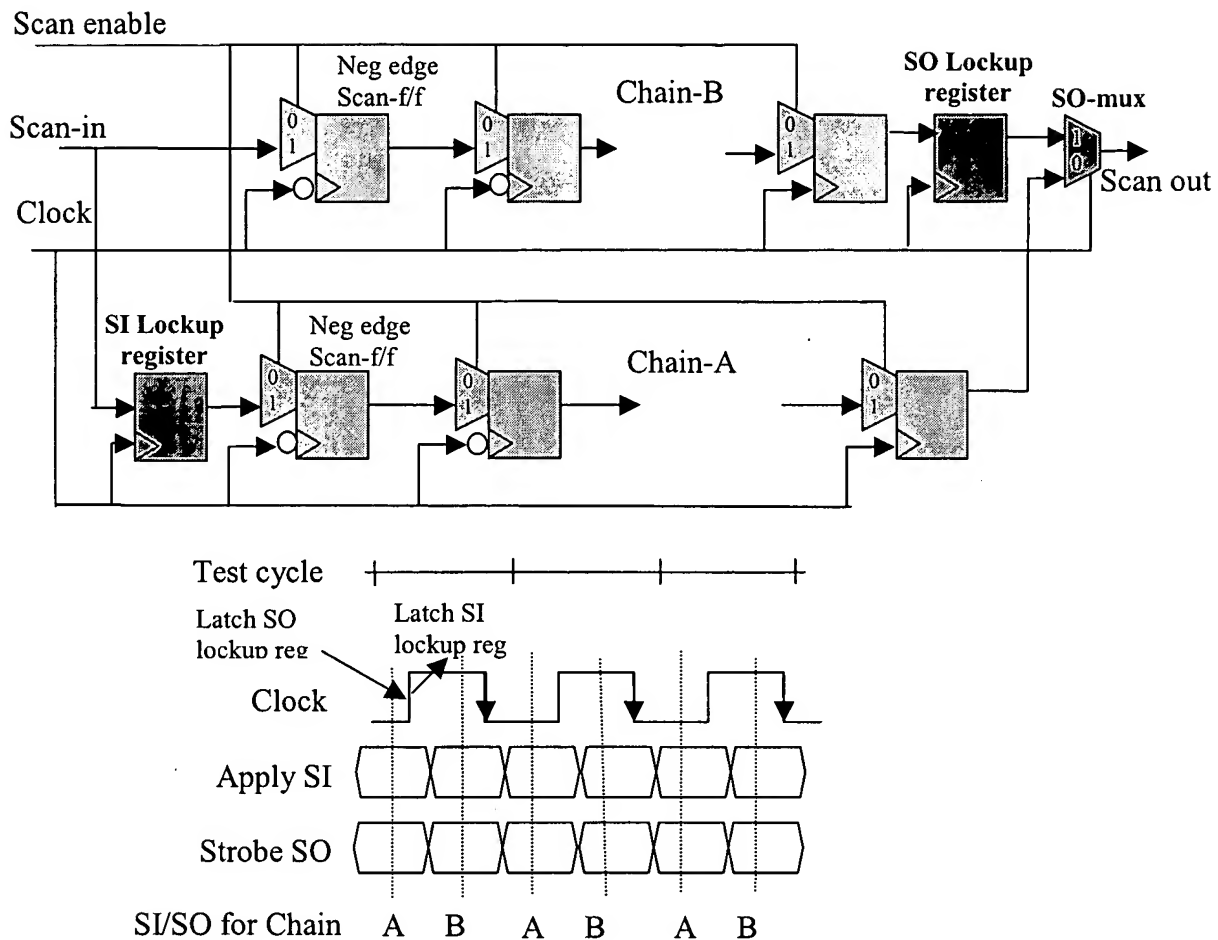 Scan enable
Neg edge
Scan-f/f
Chain-B
SO Lockup
register
SO-mux
0
1
0
1
0
1
1
0
Scan-in
Scan out
Clock
SI Lockup
register
Neg edge
Scan-f/f
Chain-A
0
1
0
1
0
1
Test cycle
Latch SO
lockup reg
Latch SI
lockup reg
Clock
Apply SI
Strobe SO
SI/SO for Chain A B A B A B